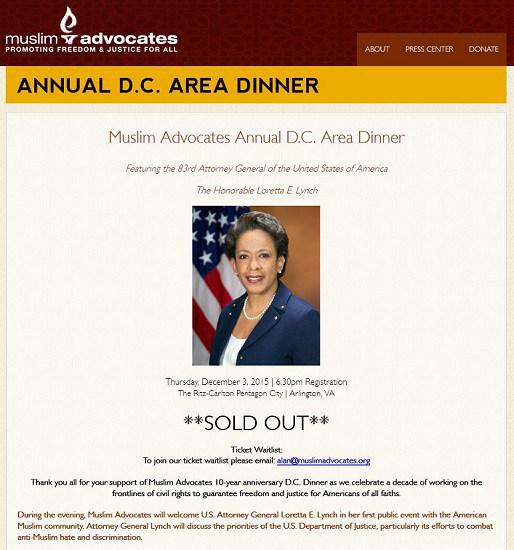 muslim advocates
PROMOTING FREEDOM & JUSTICE FOR ALL
ABOUT PRESS CENTER DONATE
ANNUAL D.C. AREA DINNER
Muslim Advocates Annual D.C. Area Dinner
Featuring the 83rd Attorney General of the United States of America
The Honorable Loretta E. Lynch
Thursday, December 3, 2015 | 6:30pm Registration
The Ritz-Carlton Pentagon City | Arlington, VA
**SOLD OUT**
Ticket Waitlist:
To join our ticket waitlist please email: alan@muslimadvocates.org
Thank you all for your support of Muslim Advocates 10-year anniversary D.C. Dinner as we celebrate a decade of working on the
frontlines of civil rights to guarantee freedom and justice for Americans of all faiths.
During the evening, Muslim Advocates will welcome U.S. Attorney General Loretta E. Lynch in her first public event with the American
Muslim community. Attorney General Lynch will discuss the priorities of the U.S. Department of Justice, particularly its efforts to combat
anti-Muslim hate and discrimination.